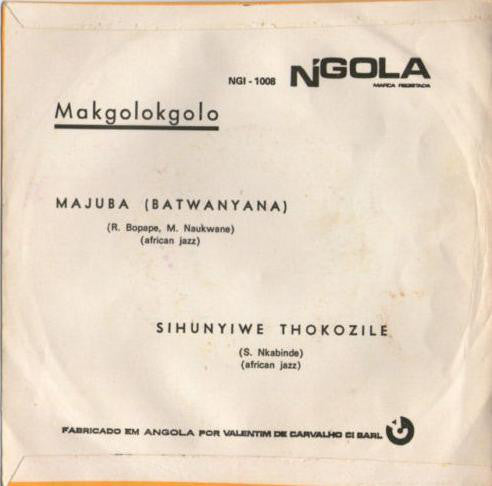 NGI - 1008
N'GOLA
MARCA REGISTADA
Makgolokgolo
MAJUBA (BATWANYANA)
(R. Bopape, M. Naukwane)
(african jazz)
SIHUNYIWE THOKOZILE
(S. Nkabinde)
(african jazz)
FABRICADO EM ANGOLA POR VALENTIM DE CARVALHO CI SARL